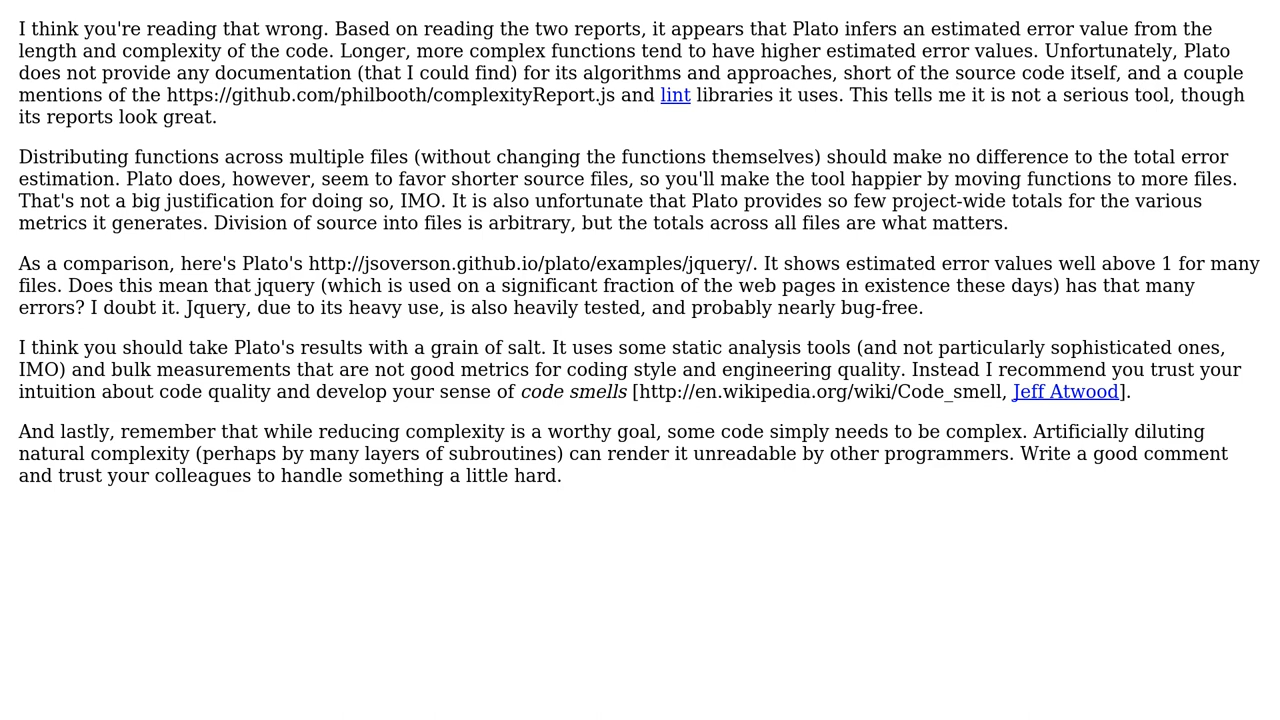 I think you're reading that wrong. Based on reading the two reports, it appears that Plato infers an estimated error value from the
length and complexity of the code. Longer, more complex functions tend to have higher estimated error values. Unfortunately, Plato
does not provide any documentation (that I could find) for its algorithms and approaches, short of the source code itself, and a couple
mentions of the https://github.com/philbooth/complexityReport.js and lint libraries it uses. This tells me it is not a serious tool, though
its reports look great.
Distributing functions across multiple files (without changing the functions themselves) should make no difference to the total error
estimation. Plato does, however, seem to favor shorter source files, so you'll make the tool happier by moving functions to more files.
That's not a big justification for doing so, IMO. It is also unfortunate that Plato provides so few project-wide totals for the various
metrics it generates. Division of source into files is arbitrary, but the totals across all files are what matters.
As a comparison, here's Plato's http://jsoverson.github.io/plato/examples/jquery/. It shows estimated error values well above 1 for many
files. Does this mean that jquery (which is used on a significant fraction of the web pages in existence these days) has that many
errors? I doubt it. Jquery, due to its heavy use, is also heavily tested, and probably nearly bug-free.
I think you should take Plato's results with a grain of salt. It uses some static analysis tools (and not particularly sophisticated ones,
IMO) and bulk measurements that are not good metrics for coding style and engineering quality. Instead I recommend you trust your
intuition about code quality and develop your sense of code smells [http://en.wikipedia.org/wiki/Code_smell, Jeff Atwood].
And lastly, remember that while reducing complexity is a worthy goal, some code simply needs to be complex. Artificially diluting
natural complexity (perhaps by many layers of subroutines) can render it unreadable by other programmers. Write a good comment
and trust your colleagues to handle something a little hard.